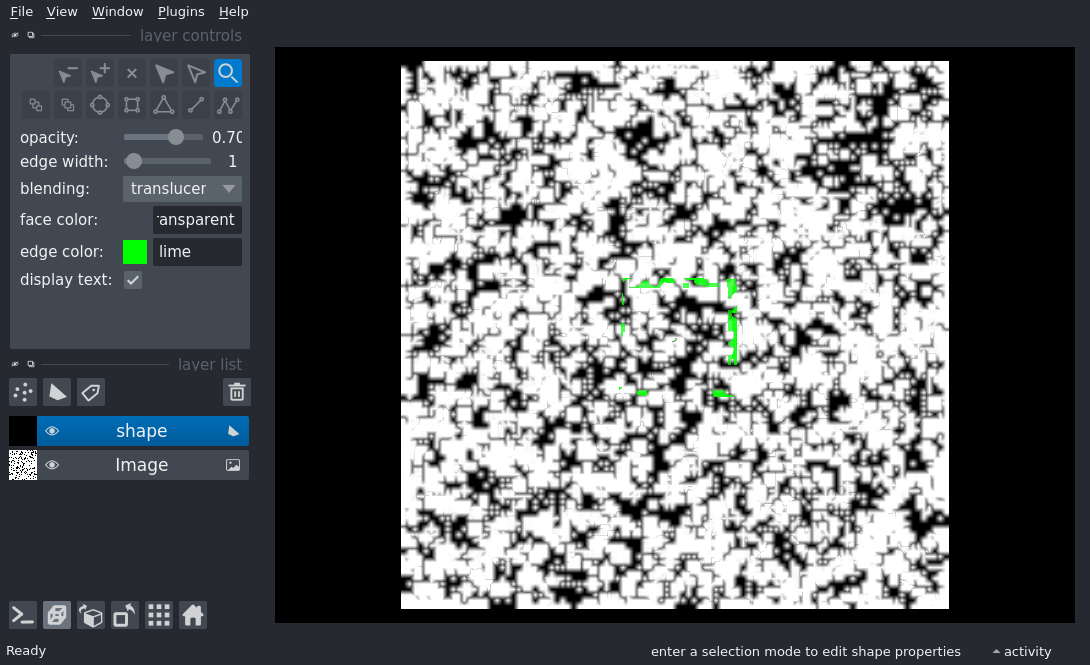 File View Window Plugins Help
layer controls
opacity: 0.70
edge width: 1
blending: translucer
face color: ansparent
edge color: lime
display text:
layer list
shape
Image
Ready
enter a selection mode to edit shape properties
activity